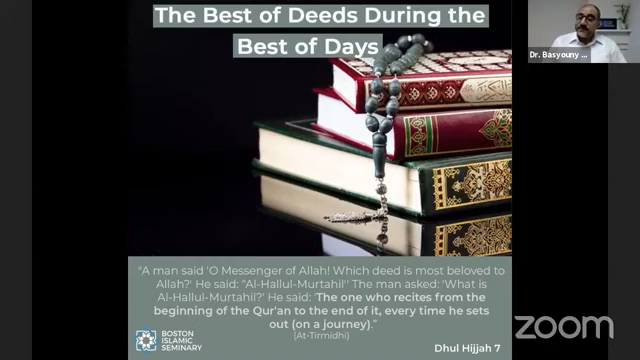 The Best of Deeds During the
Best of Days
Dr. Basyouny ...
"A man said 'O Messenger of Allah! Which deed is most beloved to
Allah?' He said: "Al-Hallul-Murtahil'' The man asked: 'What is
Al-Hallul-Murtahil?' He said: 'The one who recites from the
beginning of the Qur'an to the end of it, every time he sets
out (on a journey)."
(At-Tirmidhi)
BOSTON
ISLAMIC
SEMINARY
Dhul Hijjah 7
zoom